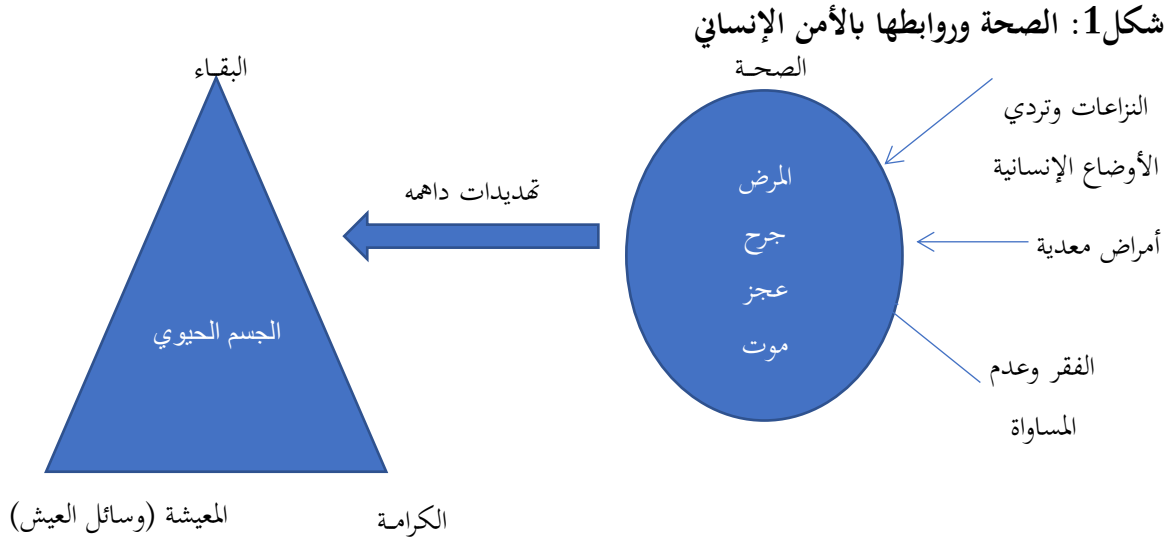 شكل1: الصحة وروابطها بالأمن الإنساني
الصحـة
البقـاء
النزاعات وتردي
الأوضاع الإنسانية
المرض
تهديدات داهمه
جرح
أمراض معدية
عجز
الجسم الحيوي
موت
الفقر وعدم
المساواة
الكرامـة
المعيشة (وسائل العيش)